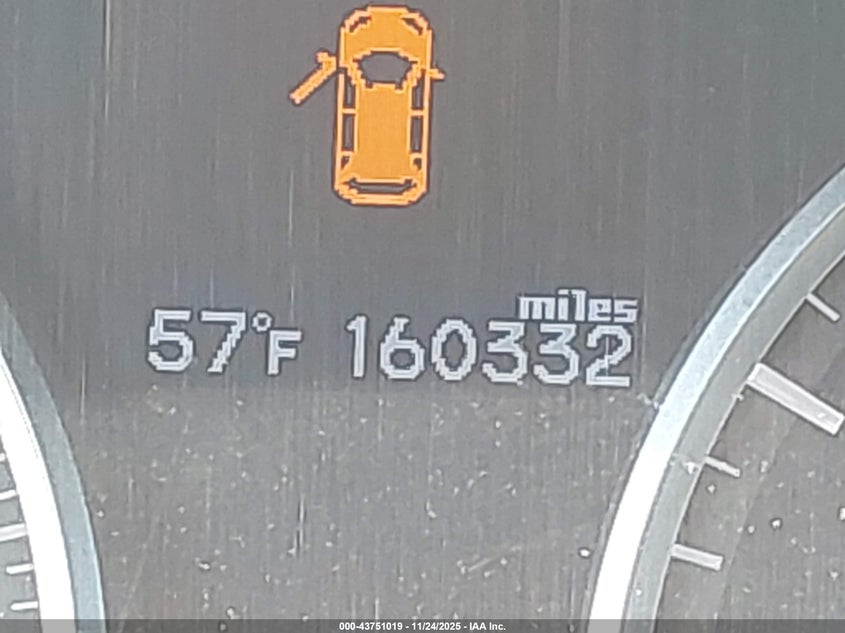 miles
57°F 160332
000-43751019 - 11/24/2025 - IAA Inc.